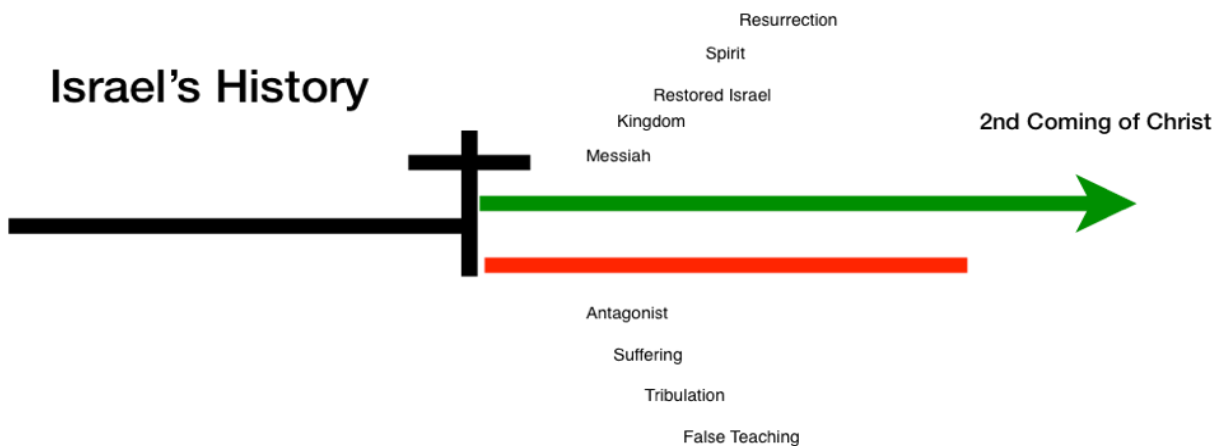 Resurrection
Spirit
Israel's History
Restored Israel
Kingdom
2nd Coming of Christ
Messiah
Antagonist
Suffering
Tribulation
False Teaching